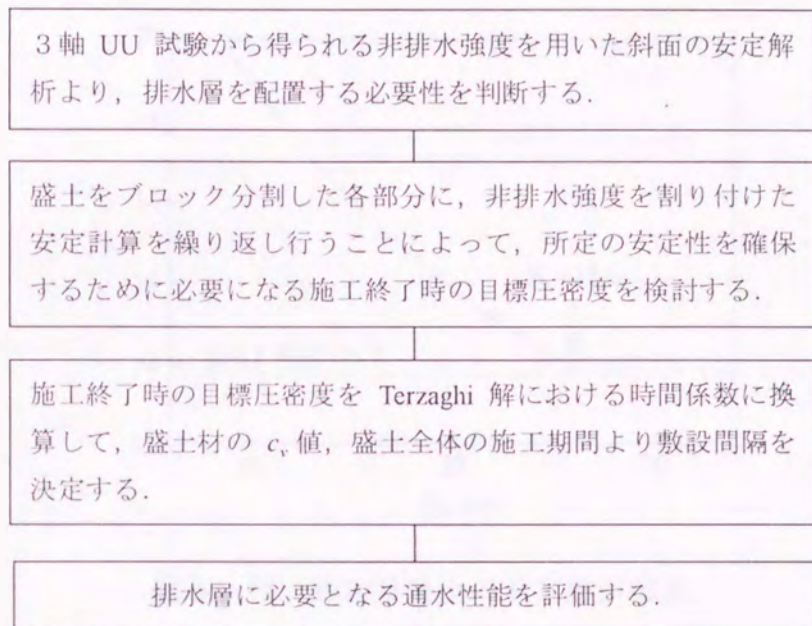 3軸 UU 試験から得られる非排水強度を用いた斜面の安定解
析より，排水層を配置する必要性を判断する．
盛土をブロック分割した各部分に，非排水強度を割り付けた
安定計算を繰り返し行うことによって，所定の安定性を確保
するために必要になる施工終了時の目標圧密度を検討する．
施工終了時の目標圧密度を Terzaghi 解における時間係数に換
算して，盛土材の cᵥ 値，盛土全体の施工期間より敷設間隔を
決定する．
排水層に必要となる通水性能を評価する．